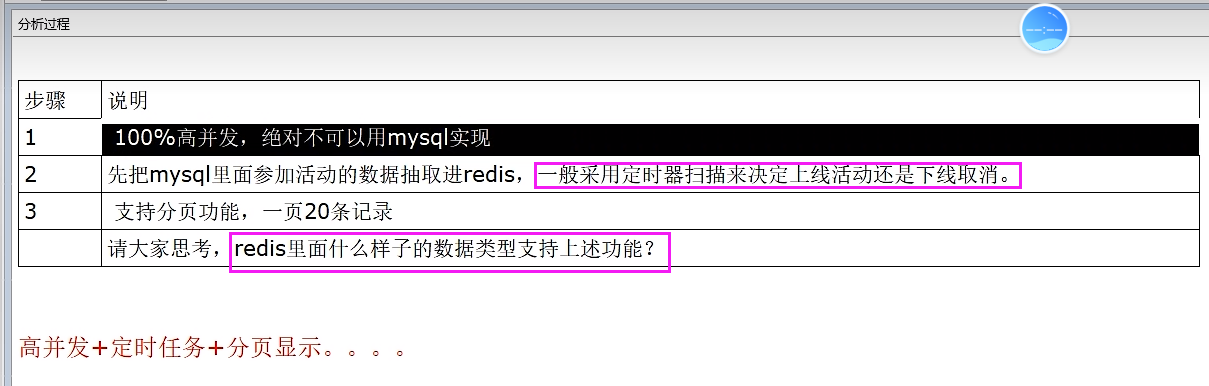 分析过程
步骤 说明
1 100%高并发，绝对不可以用mysql实现
2 先把mysql里面参加活动的数据抽取进redis，一般采用定时器扫描来决定上线活动还是下线取消。
3 支持分页功能，一页20条记录
请大家思考，redis里面什么样子的数据类型支持上述功能？
高并发+定时任务+分页显示。。。。